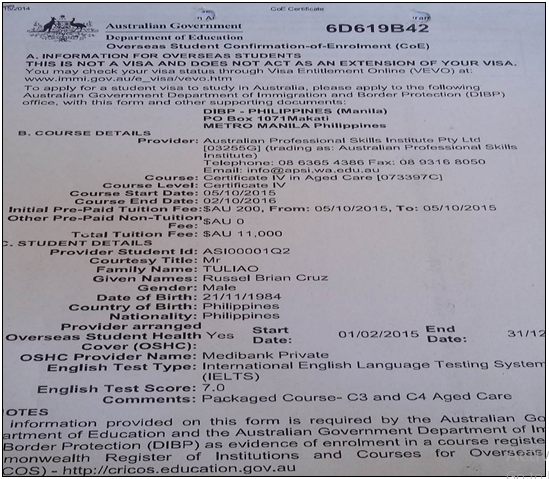 15/2014 CoE Certificate
Australian Government 6D619B42
Department of Education
Overseas Student Confirmation-of-Enrolment (CoE)
A. INFORMATION FOR OVERSEAS STUDENTS
THIS IS NOT A VISA AND DOES NOT ACT AS AN EXTENSION OF YOUR VISA.
You may check your visa status through Visa Entitlement Online (VEVO) at:
www.immi.gov.au/e_visa/vevo.htm
To apply for a student visa to study in Australia, please apply to the following
Australian Government Department of Immigration and Border Protection (DIBP)
office, with this form and other supporting documents:
DIBP - PHILIPPINES (Manila)
PO Box 1071Makati
METRO MANILA Philippines
B. COURSE DETAILS
Provider: Australian Professional Skills Institute Pty Ltd
[03255G] (trading as: Australian Professional Skills
Institute)
Telephone: 08 6365 4386 Fax: 08 9316 8050
Email: info@apsi.wa.edu.au
Course: Certificate IV in Aged Care [073397C]
Course Level: Certificate IV
Course Start Date: 05/10/2015
Course End Date: 02/10/2016
Initial Pre-Paid Tuition Fee: $AU 200, From: 05/10/2015, To: 05/10/2015
Other Pre-Paid Non-Tuition Fee: $AU 0
Total Tuition Fee: $AU 11,000
C. STUDENT DETAILS
Provider Student Id: ASI00001Q2
Courtesy Title: Mr
Family Name: TULIAO
Given Names: Russel Brian Cruz
Gender: Male
Date of Birth: 21/11/1984
Country of Birth: Philippines
Nationality: Philippines
Provider arranged
Overseas Student Health Cover (OSHC): Yes Start Date: 01/02/2015 End Date: 31/12
OSHC Provider Name: Medibank Private
English Test Type: International English Language Testing System
(IELTS)
English Test Score: 7.0
Comments: Packaged Course- C3 and C4 Aged Care
OTES
information provided on this form is required by the Australian Go
artment of Education and the Australian Government Department of Im
Border Protection (DIBP) as evidence of enrolment in a course registe
mmonwealth Register of Institutions and Courses for Overseas
COS) - http://cricos.education.gov.au